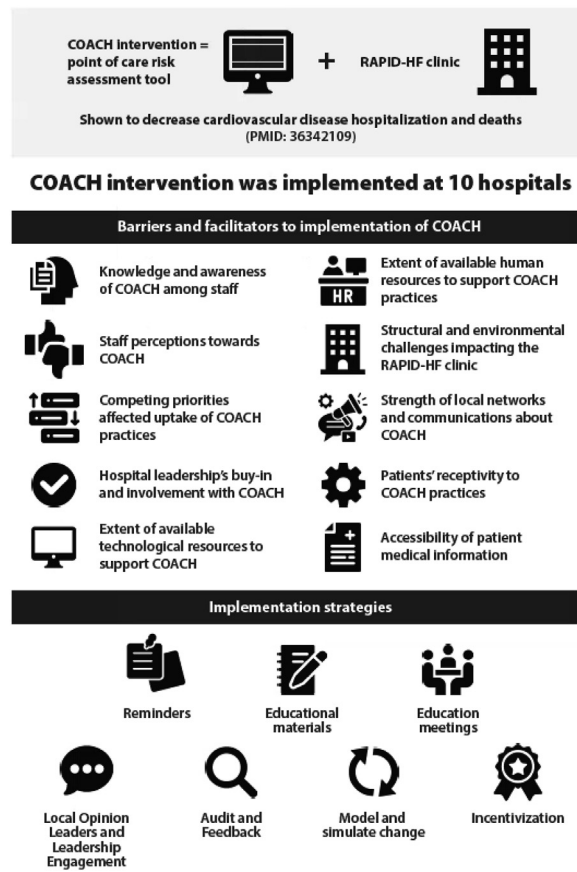 COACH intervention =
point of care risk
assessment tool
+
RAPID-HF clinic
Shown to decrease cardiovascular disease hospitalization and deaths
(PMID: 36342109)
COACH intervention was implemented at 10 hospitals
Barriers and facilitators to implementation of COACH
Knowledge and awareness
of COACH among staff
HR
Extent of available human
resources to support COACH
practices
Staff perceptions towards
COACH
Structural and environmental
challenges impacting the
RAPID-HF clinic
Competing priorities
affected uptake of COACH
practices
Strength of local networks
and communications about
COACH
Hospital leadership's buy-in
and involvement with COACH
Patients' receptivity to
COACH practices
Extent of available
technological resources to
support COACH
Accessibility of patient
medical information
Implementation strategies
Reminders
Educational
materials
Education
meetings
Local Opinion
Leaders and
Leadership
Engagement
Audit and
Feedback
Model and
simulate change
Incentivization